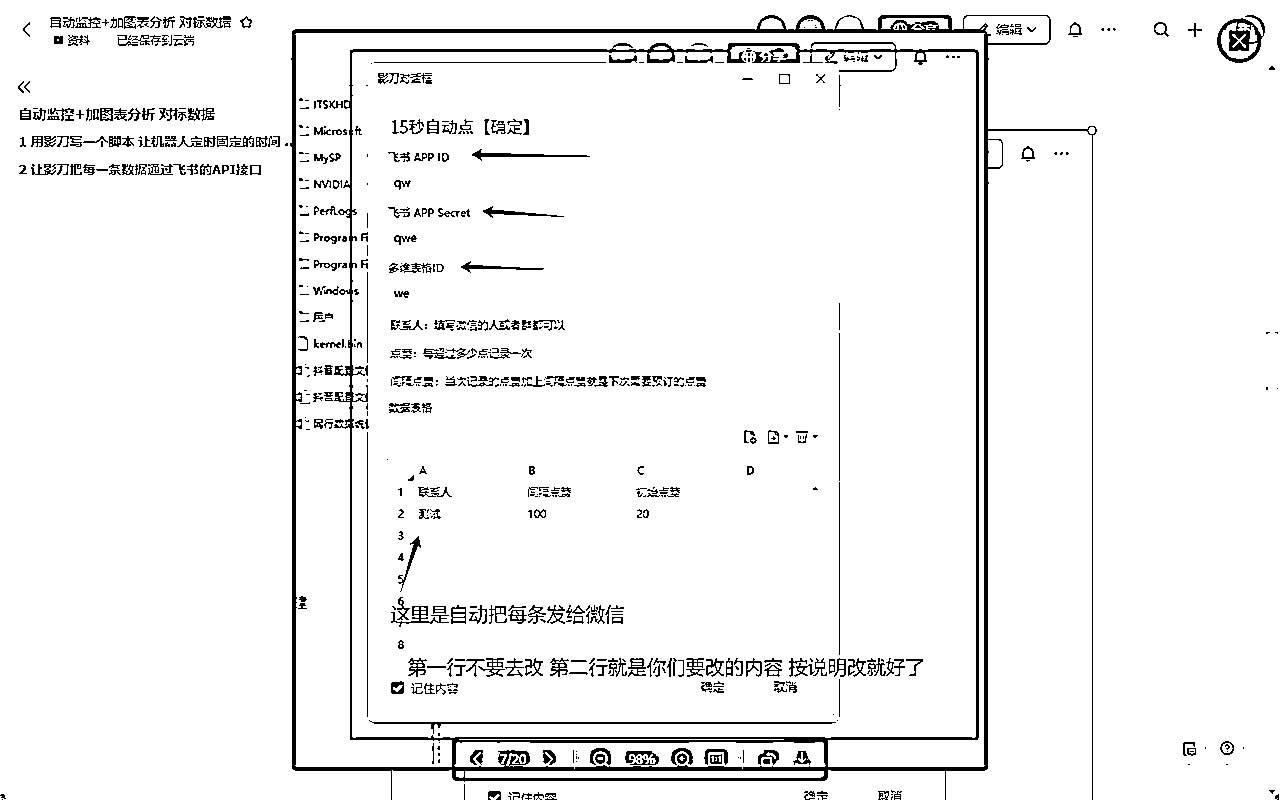 自动监控+加图表分析 对标数据
资料 已经保存到云端
编辑
自动监控+加图表分析 对标数据
1 用影刀写一个脚本 让机器人定时固定的时间 ..
2 让影刀把每一条数据通过飞书的API接口
影刀对话框
ITSKHD
Microsoft
MySP
NVIDIA
PerfLogs
Program Fi
Program Fi
Windows
用户
kernel.bin
抖音配置文
抖音配置文
15秒自动点【确定】
飞书 APP ID
qw
飞书 APP Secret
qwe
多维表格ID
we
联系人：填写微信的人或者群都可以
点赞：每超过多少点记录一次
间隔点赞：当次记录的点赞加上间隔点赞就是下次需要预订的点赞
数据表格
A B C D
1 联系人 间隔点赞 初始点赞
2 测试 100 20
3
4
5
6
这里是自动把每条发给微信
7
8
第一行不要去改 第二行就是你们要改的内容 按说明改就好了
记住内容 确定 取消
7/20 98%
记住内容 确定 取消